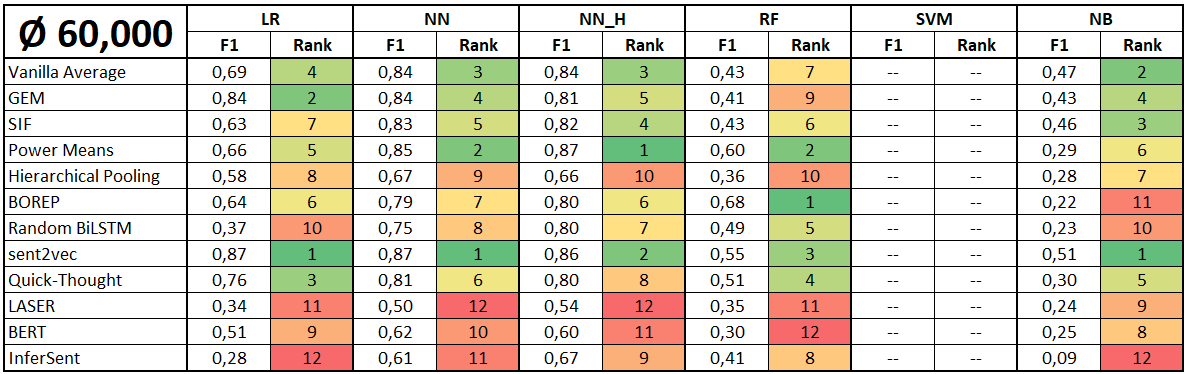 Ø 60,000 LR NN NN_H RF SVM NB
F1 Rank F1 Rank F1 Rank F1 Rank F1 Rank F1 Rank
Vanilla Average 0,69 4 0,84 3 0,84 3 0,43 7 -- -- 0,47 2
GEM 0,84 2 0,84 4 0,81 5 0,41 9 -- -- 0,43 4
SIF 0,63 7 0,83 5 0,82 4 0,43 6 -- -- 0,46 3
Power Means 0,66 5 0,85 2 0,87 1 0,60 2 -- -- 0,29 6
Hierarchical Pooling 0,58 8 0,67 9 0,66 10 0,36 10 -- -- 0,28 7
BOREP 0,64 6 0,79 7 0,80 6 0,68 1 -- -- 0,22 11
Random BiLSTM 0,37 10 0,75 8 0,80 7 0,49 5 -- -- 0,23 10
sent2vec 0,87 1 0,87 1 0,86 2 0,55 3 -- -- 0,51 1
Quick-Thought 0,76 3 0,81 6 0,80 8 0,51 4 -- -- 0,30 5
LASER 0,34 11 0,50 12 0,54 12 0,35 11 -- -- 0,24 9
BERT 0,51 9 0,62 10 0,60 11 0,30 12 -- -- 0,25 8
InferSent 0,28 12 0,61 11 0,67 9 0,41 8 -- -- 0,09 12